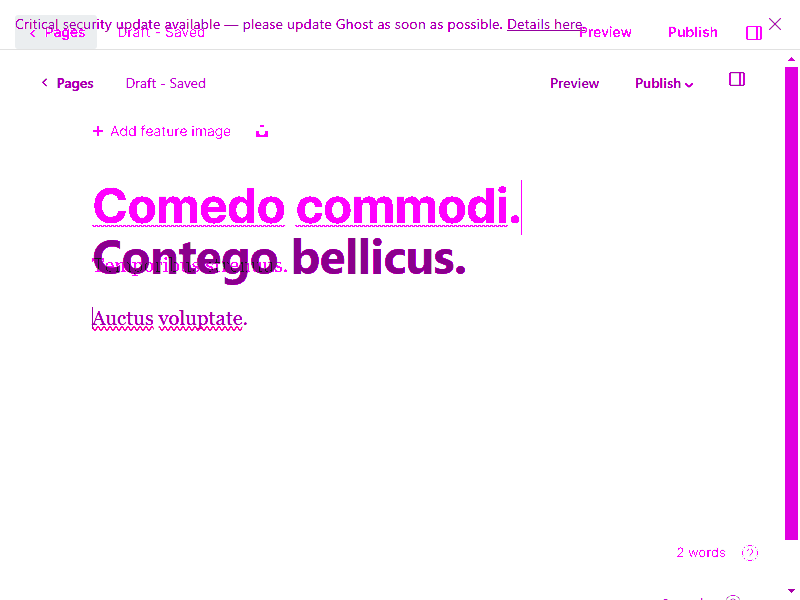 Critical security update available — please update Ghost as soon as possible. Details here.
Pages Draft - Saved Preview Publish
Pages Draft - Saved Preview Publish
Add feature image
Comedo commodi.
Contego bellicus.
Auctus voluptate.
2 words